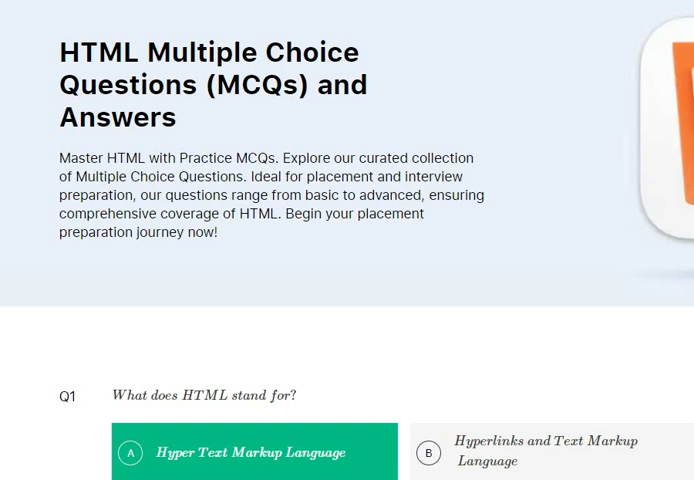 HTML Multiple Choice
Questions (MCQs) and
Answers
Master HTML with Practice MCQs. Explore our curated collection
of Multiple Choice Questions. Ideal for placement and interview
preparation, our questions range from basic to advanced, ensuring
comprehensive coverage of HTML. Begin your placement
preparation journey now!
Q1 What does HTML stand for?
A Hyper Text Markup Language
B Hyperlinks and Text Markup
Language